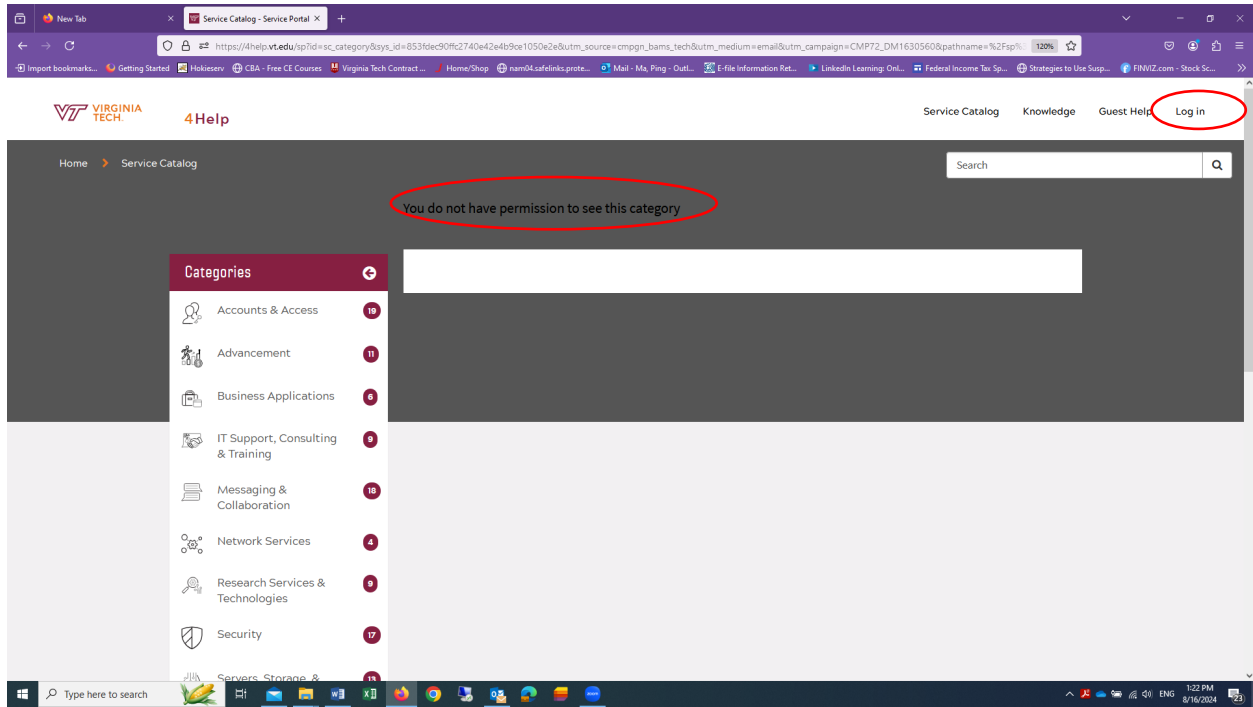 New Tab
Service Catalog - Service Portal
https://4help.vt.edu/sp?id=sc_category&sys_id=853fdec90ffc2740e42e4b9ce1050e2e&utm_source=cmpgn_bams_tech&utm_medium=email&utm_campaign=CMP72_DM1630560&pathname=%2Fsp%
120%
Import bookmarks... Getting Started Hokieserv CBA - Free CE Courses Virginia Tech Contract ... Home/Shop nam04.safelinks.prote... Mail - Ma, Ping - Outl... E-file Information Ret... LinkedIn Learning: Onl... Federal Income Tax Sp... Strategies to Use Susp... FINVIZ.com - Stock Sc...
VT VIRGINIA TECH. 4Help
Service Catalog Knowledge Guest Help Log in
Home Service Catalog
Search
You do not have permission to see this category
Categories
Accounts & Access 19
Advancement 11
Business Applications 6
IT Support, Consulting 9
& Training
Messaging & 18
Collaboration
Network Services 4
Research Services & 9
Technologies
Security 17
Servers, Storage, & 13
Type here to search
ENG
1:22 PM
8/16/2024
23